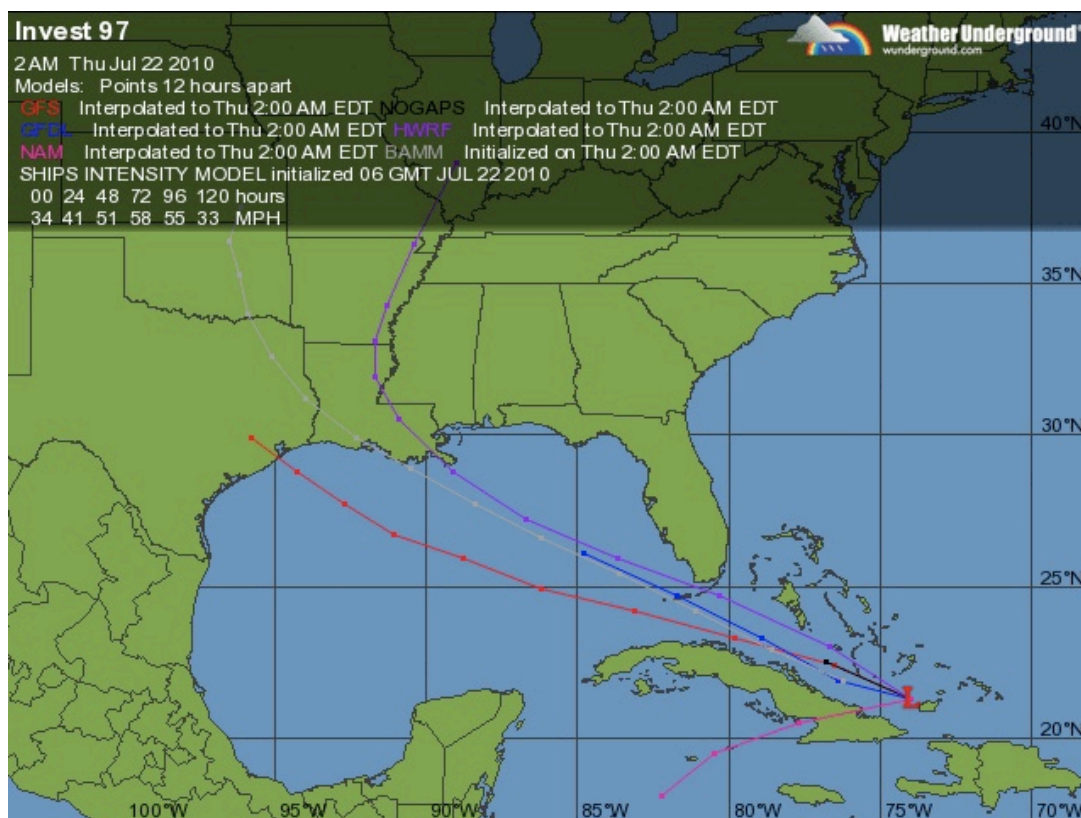 Invest 97
Weather Underground®
wunderground.com
2 AM Thu Jul 22 2010
Models: Points 12 hours apart
GFS Interpolated to Thu 2:00 AM EDT NOGAPS Interpolated to Thu 2:00 AM EDT
GFDL Interpolated to Thu 2:00 AM EDT HWRF Interpolated to Thu 2:00 AM EDT
NAM Interpolated to Thu 2:00 AM EDT BAMM Initialized on Thu 2:00 AM EDT
SHIPS INTENSITY MODEL initialized 06 GMT JUL 22 2010
00 24 48 72 96 120 hours
34 41 51 58 55 33 MPH
40°N
35°N
30°N
25°N
L
20°N
100°W 95°W 90°W 85°W 80°W 75°W 70°W